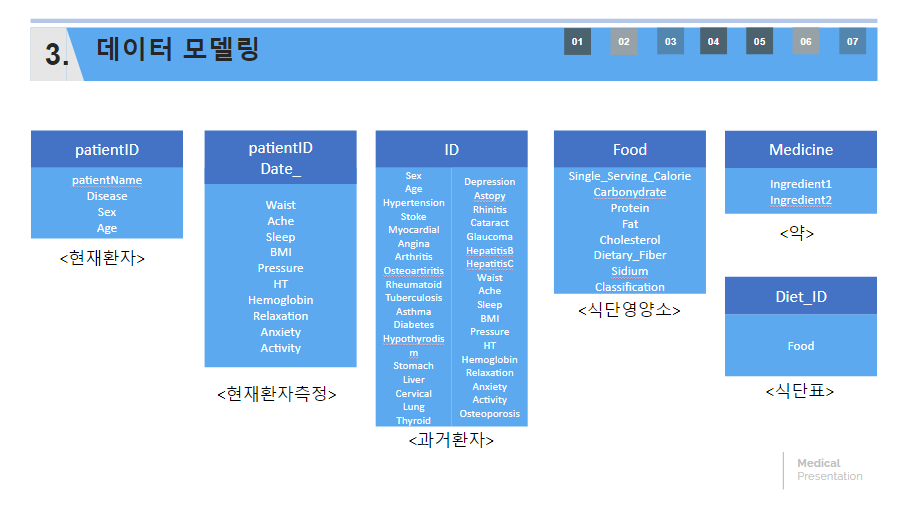 3.
데이터 모델링
01 02 03 04 05 06 07
patientID
patientName
Disease
Sex
Age
<현재환자>
patientID
Date_
Waist
Ache
Sleep
BMI
Pressure
HT
Hemoglobin
Relaxation
Anxiety
Activity
<현재환자측정>
ID
Sex
Age
Hypertension
Stoke
Myocardial
Angina
Arthritis
Osteoartiritis
Rheumatoid
Tuberculosis
Asthma
Diabetes
Hypothyrodis
m
Stomach
Liver
Cervical
Lung
Thyroid
Depression
Astopy
Rhinitis
Cataract
Glaucoma
HepatitisB
HepatitisC
Waist
Ache
Sleep
BMI
Pressure
HT
Hemoglobin
Relaxation
Anxiety
Activity
Osteoporosis
<과거환자>
Food
Single_Serving_Calorie
Carbonydrate
Protein
Fat
Cholesterol
Dietary_Fiber
Sidium
Classification
<식단영양소>
Medicine
Ingredient1
Ingredient2
<약>
Diet_ID
Food
<식단표>
Medical
Presentation